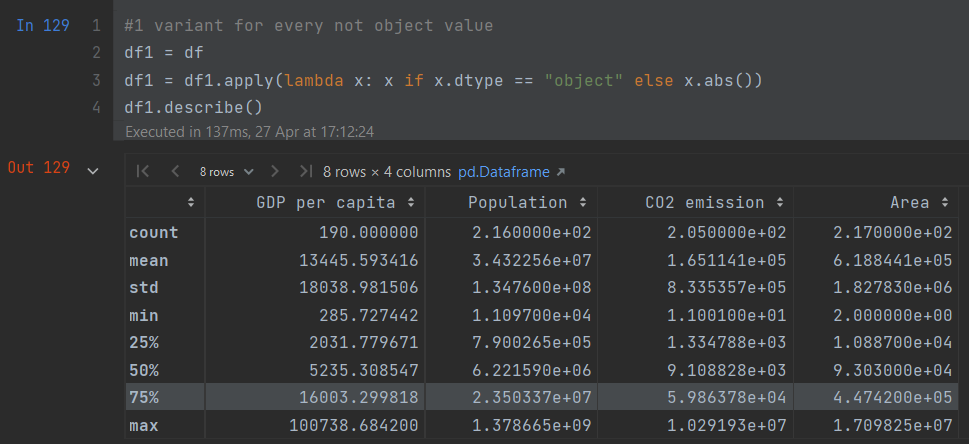 In 129 1 #1 variant for every not object value
2 df1 = df
3 df1 = df1.apply(lambda x: x if x.dtype == "object" else x.abs())
4 df1.describe()
Executed in 137ms, 27 Apr at 17:12:24
Out 129 8 rows 8 rows × 4 columns pd.Dataframe
GDP per capita Population CO2 emission Area
count 190.000000 2.160000e+02 2.050000e+02 2.170000e+02
mean 13445.593416 3.432256e+07 1.651141e+05 6.188441e+05
std 18038.981506 1.347600e+08 8.335357e+05 1.827830e+06
min 285.727442 1.109700e+04 1.100100e+01 2.000000e+00
25% 2031.779671 7.900265e+05 1.334788e+03 1.088700e+04
50% 5235.308547 6.221590e+06 9.108828e+03 9.303000e+04
75% 16003.299818 2.350337e+07 5.986378e+04 4.474200e+05
max 100738.684200 1.378665e+09 1.029193e+07 1.709825e+07